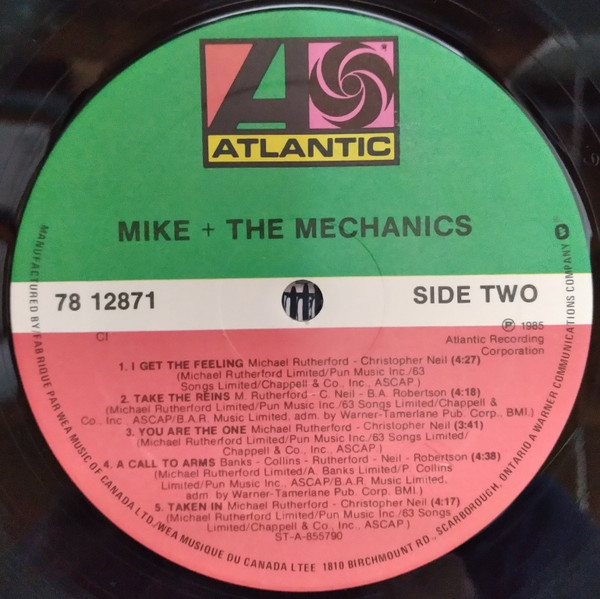 ATLANTIC
MIKE + THE MECHANICS
78 12871
SIDE TWO
CI
Ⓟ 1985
Atlantic Recording
Corporation
1. I GET THE FEELING Michael Rutherford - Christopher Neil (4:27)
(Michael Rutherford Limited/Pun Music Inc./63
Songs Limited/Chappell & Co., Inc., ASCAP.)
2. TAKE THE REINS M. Rutherford - C. Neil - B.A. Robertson (4:18)
(Michael Rutherford Limited/Pun Music Inc./63 Songs Limited/Chappell &
Co., Inc., ASCAP/B.A.R. Music Limited, adm. by Warner-Tamerlane Pub. Corp., BMI.)
3. YOU ARE THE ONE Michael Rutherford - Christopher Neil (3:41)
(Michael Rutherford Limited/Pun Music Inc./63 Songs Limited/
Chappell & Co., Inc., ASCAP.)
4. A CALL TO ARMS Banks - Collins - Rutherford - Neil - Robertson (4:38)
(Michael Rutherford Limited/A. Banks Limited/P. Collins
Limited/Pun Music Inc., ASCAP/B.A.R. Music Limited,
adm. by Warner-Tamerlane Pub. Corp. BMI.)
5. TAKEN IN Michael Rutherford - Christopher Neil (4:17)
(Michael Rutherford Limited/Pun Music Inc./63 Songs
Limited/Chappell & Co., Inc., ASCAP.)
ST-A-855790
MANUFACTURED BY/FABRIQUE PAR WEA MUSIC OF CANADA LTD./WEA MUSIQUE DU CANADA LTEE 1810 BIRCHMOUNT RD., SCARBOROUGH, ONTARIO A WARNER COMMUNICATIONS COMPANY